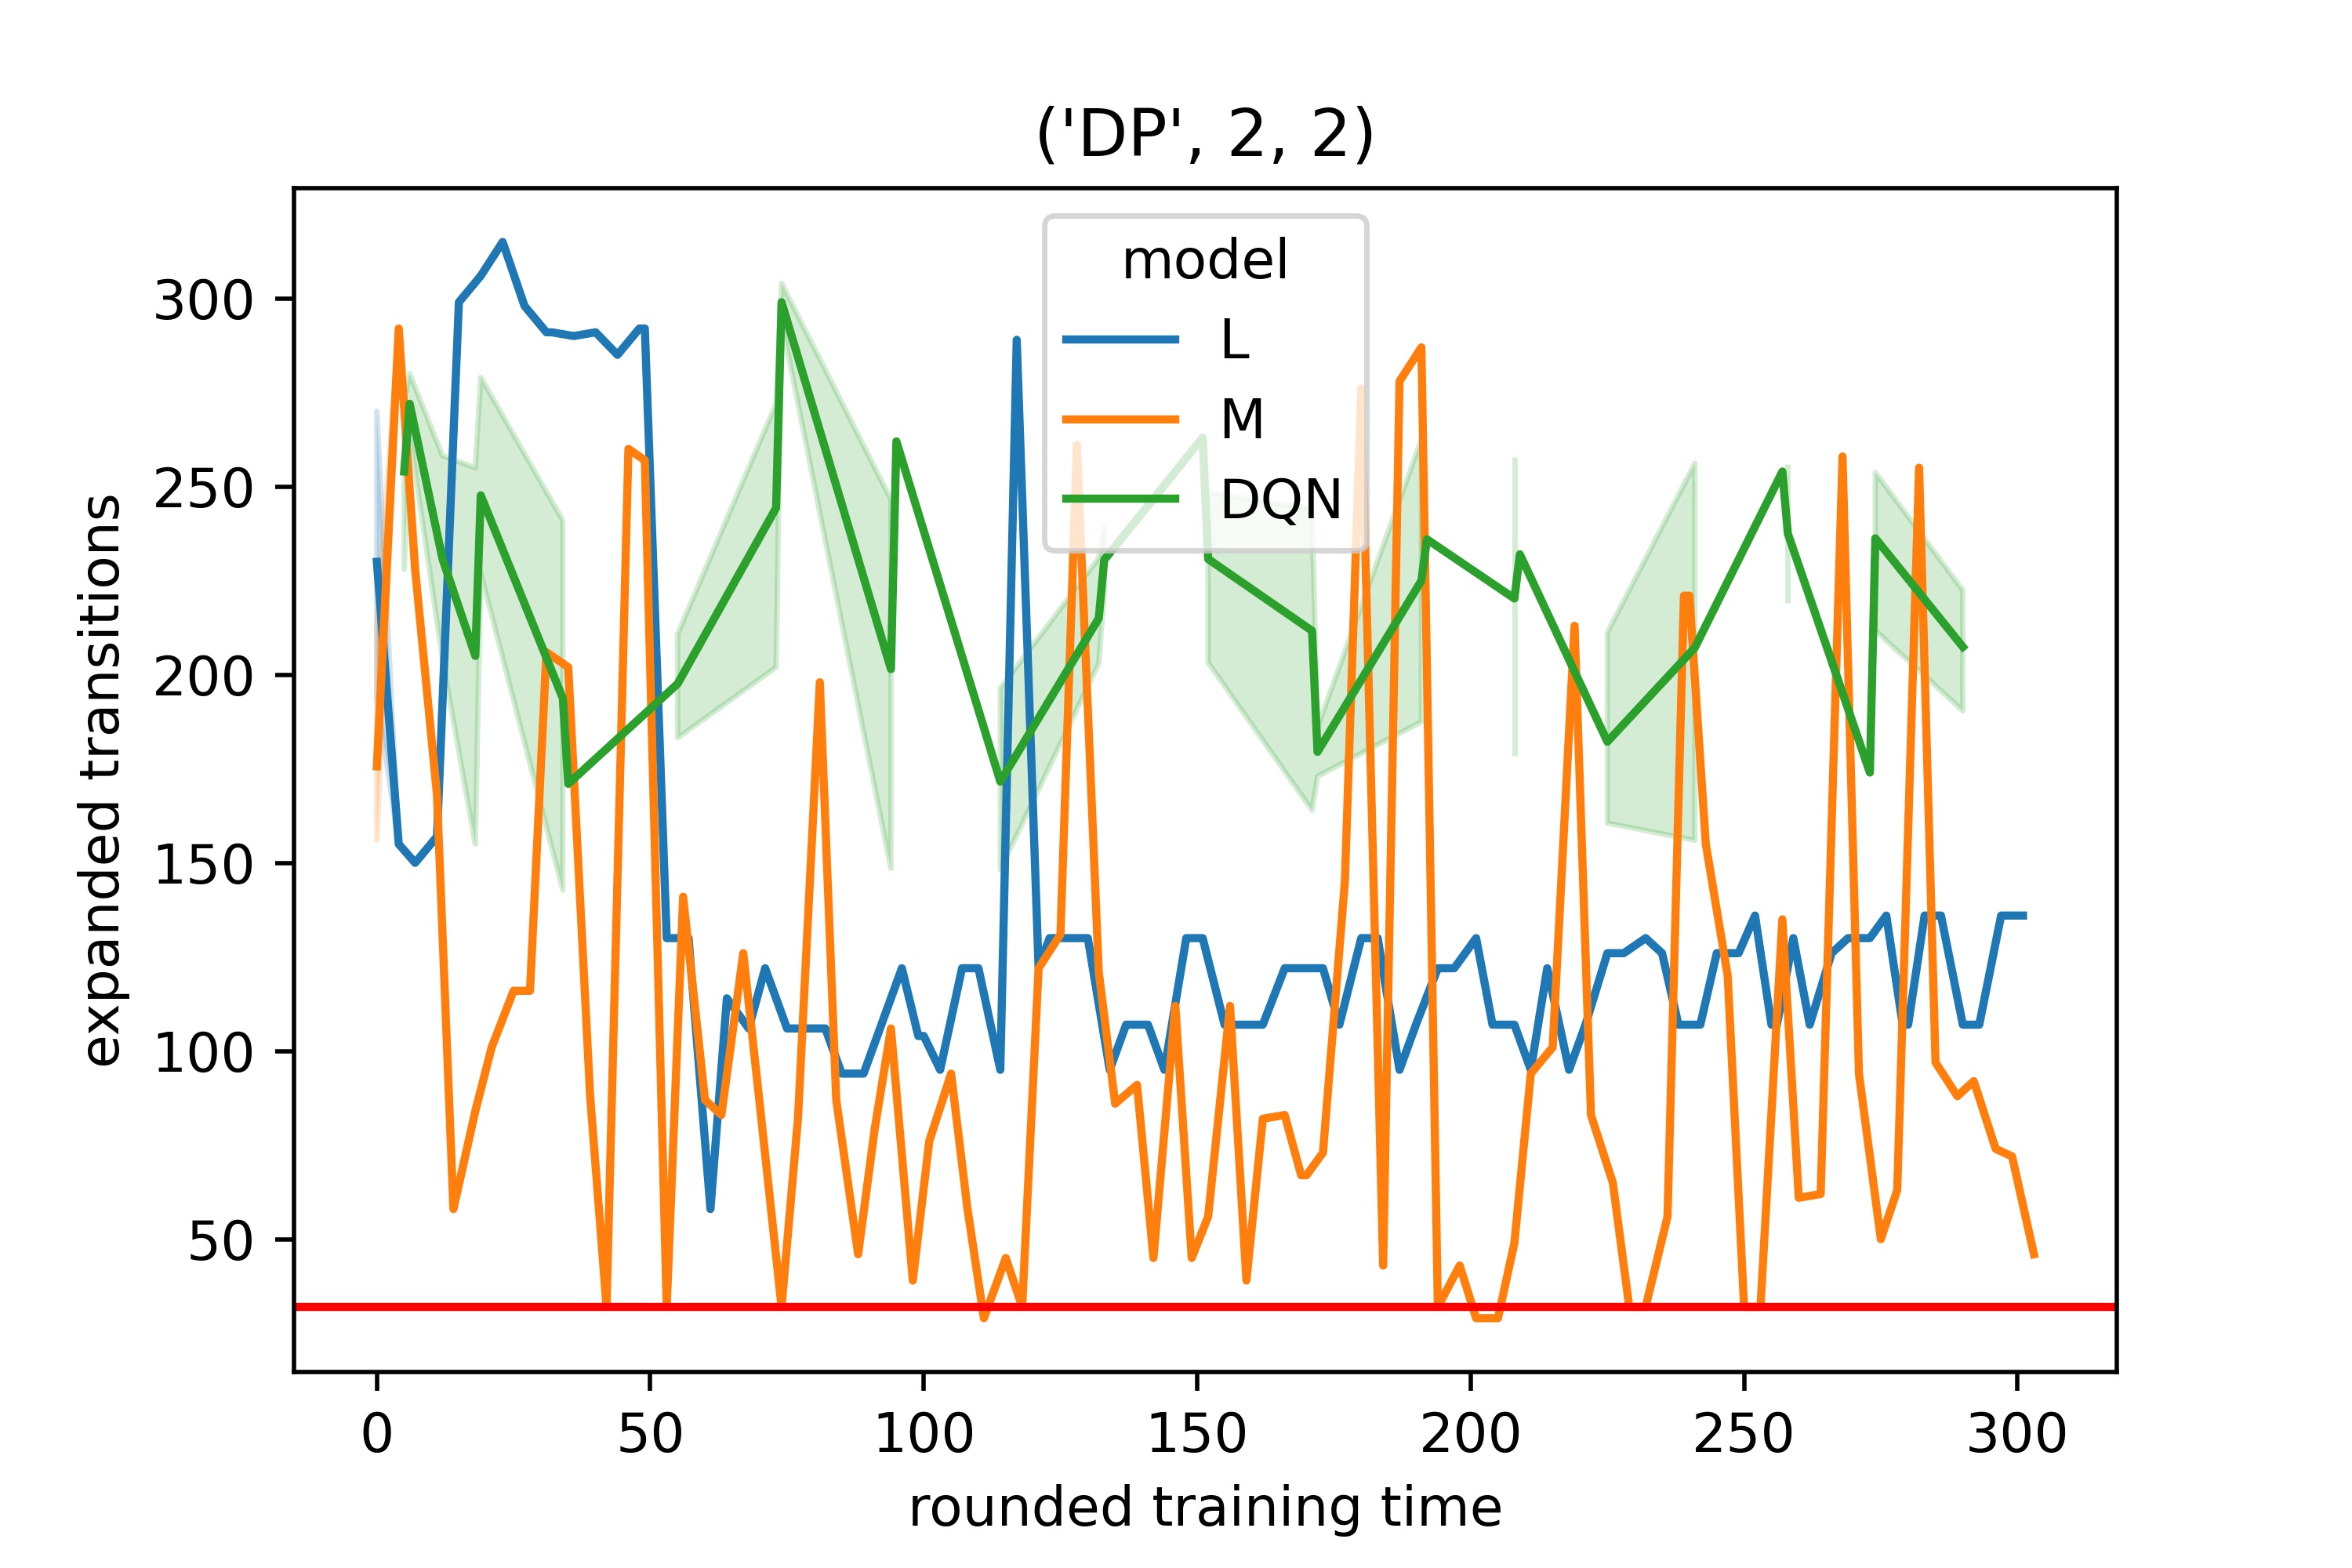 ('DP', 2, 2)
model
L
M
DQN
expanded transitions
300
250
200
150
100
50
0 50 100 150 200 250 300
rounded training time